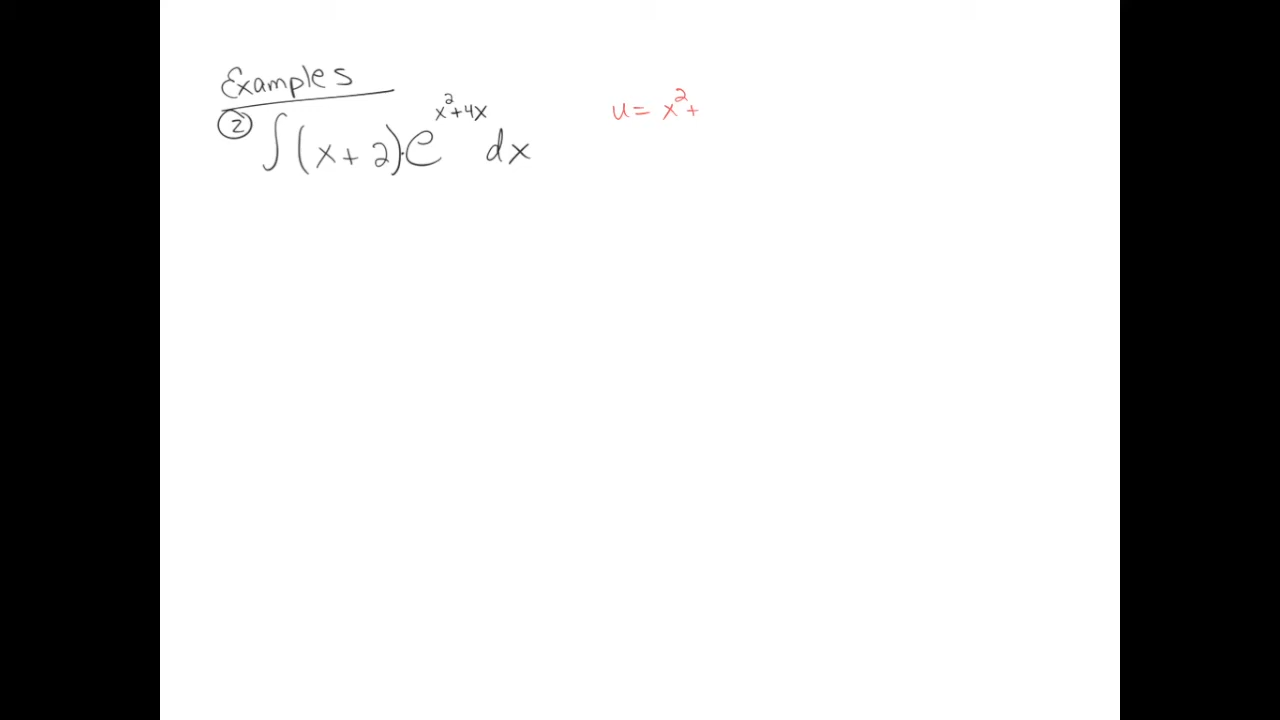 Examples
② ∫(x+2)·e^{x²+4x} dx
u = x²+